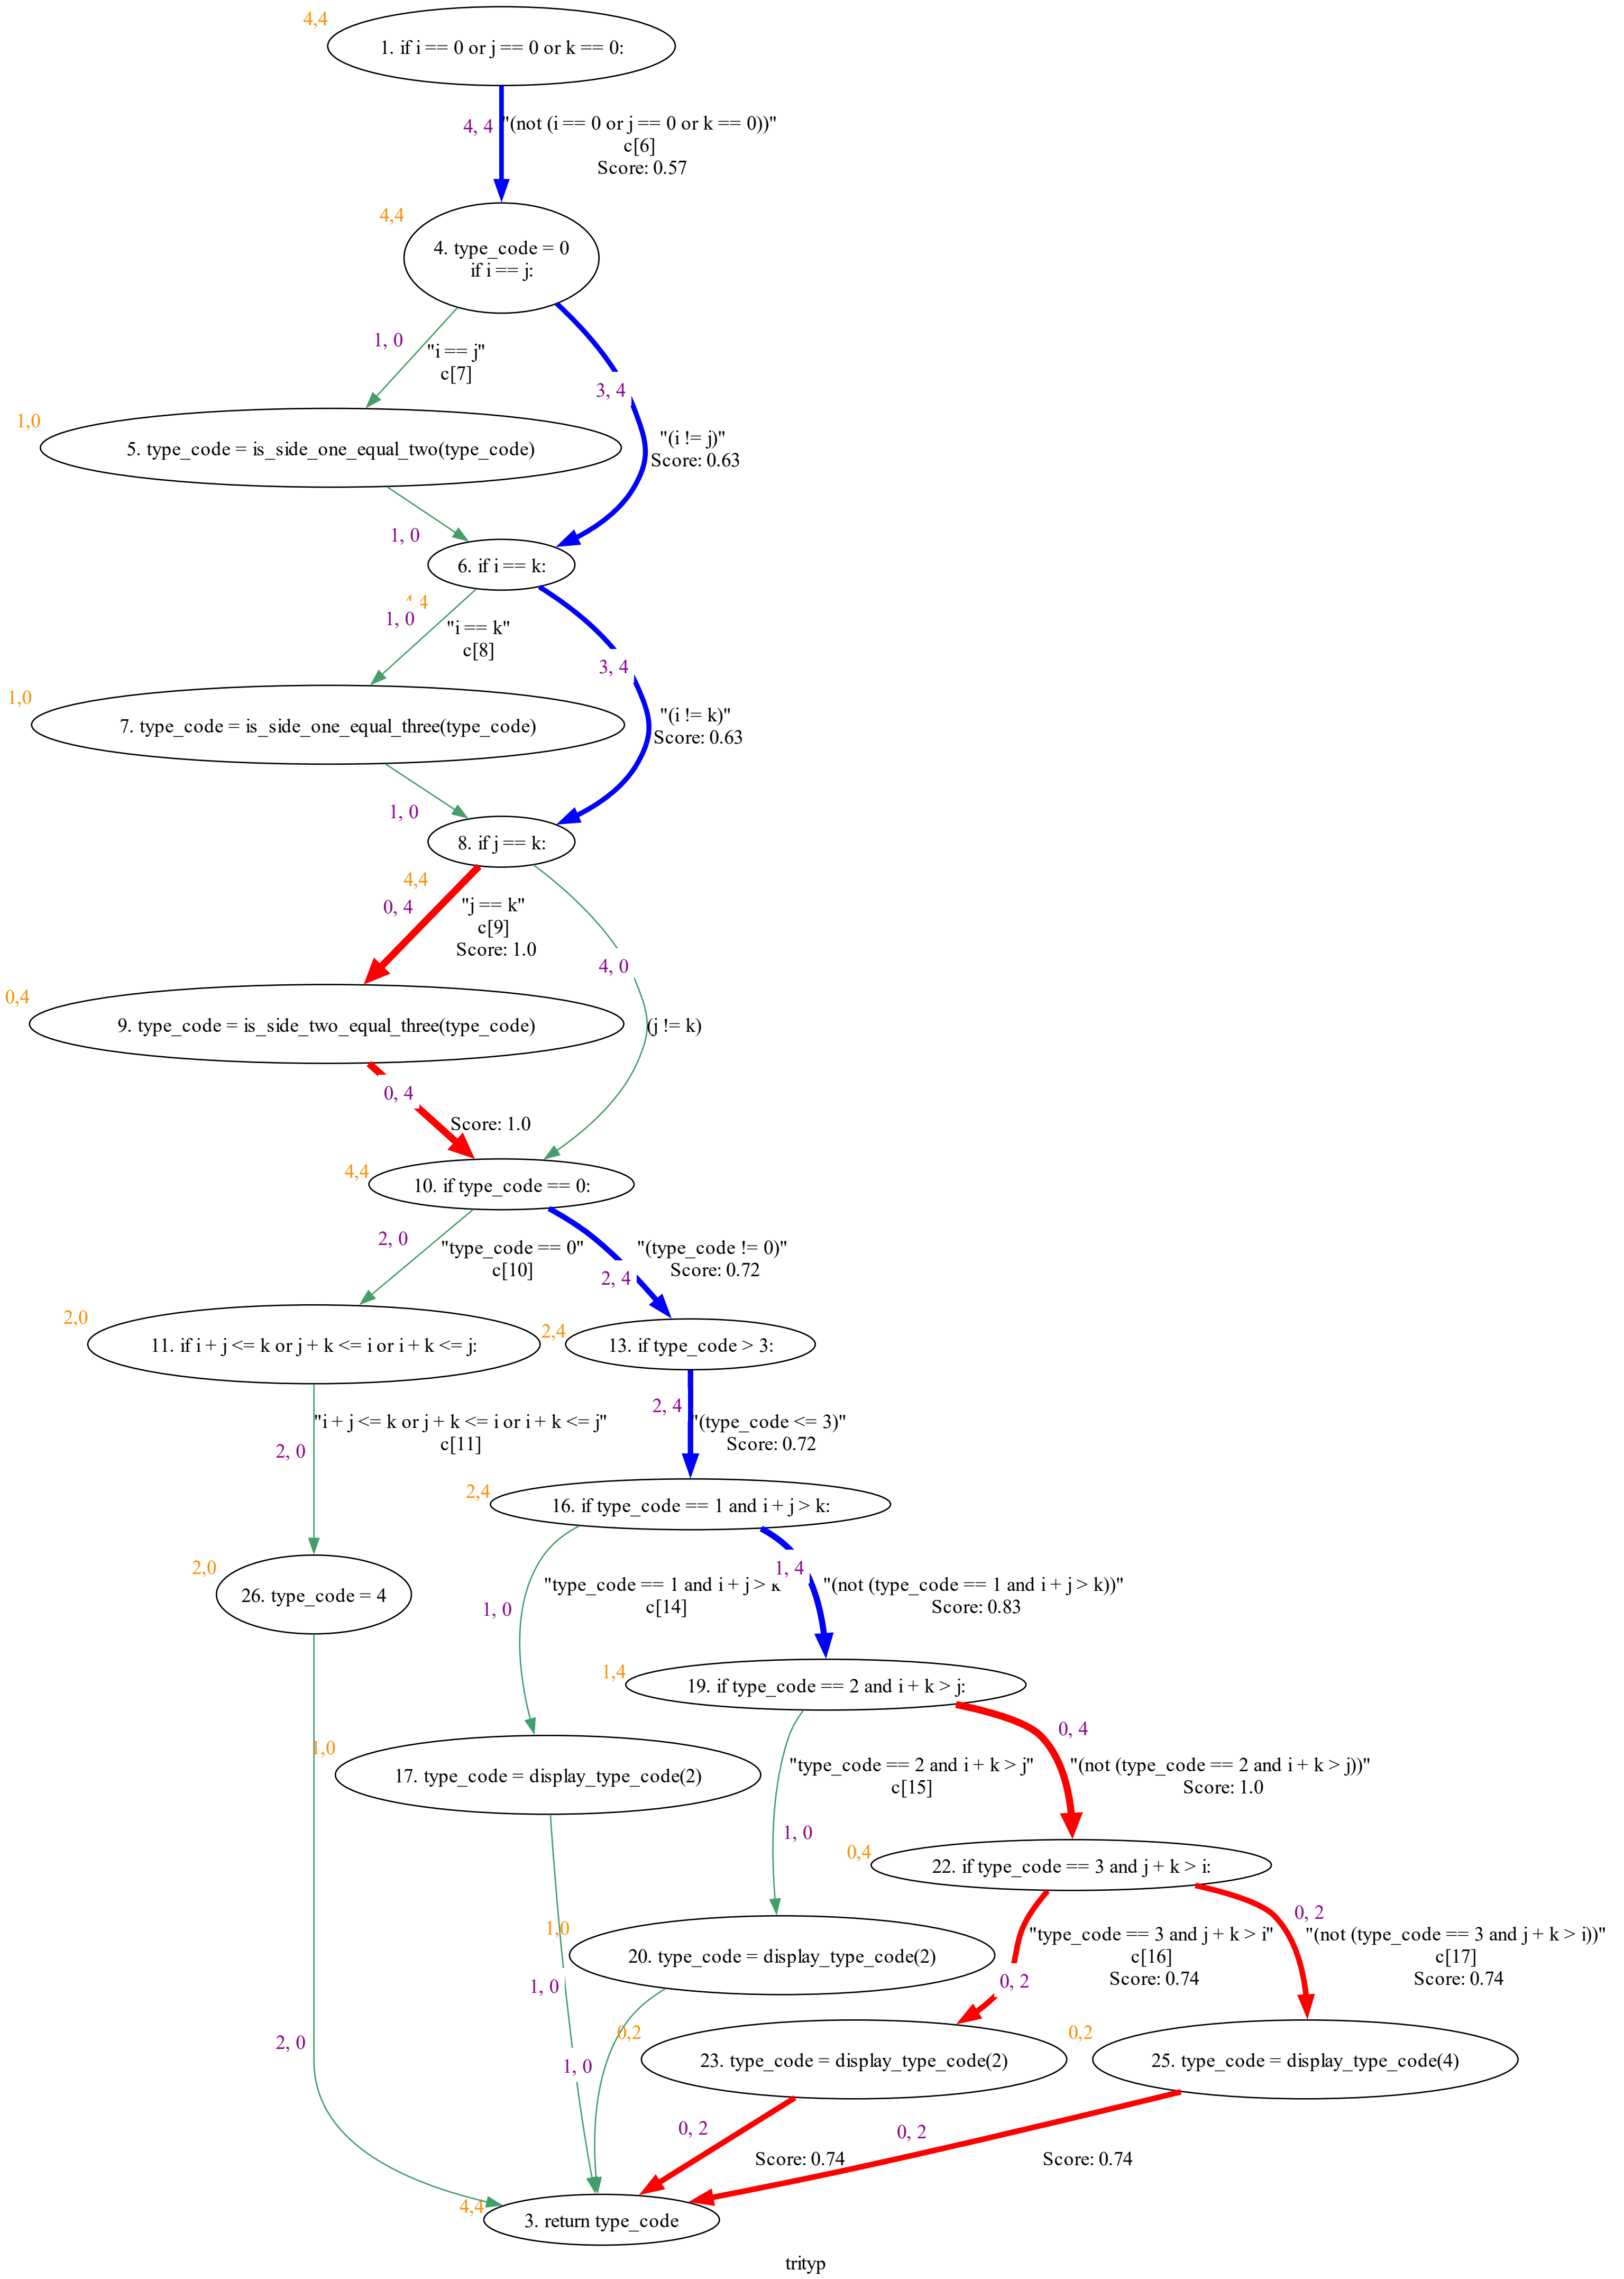 4,4
1. if i == 0 or j == 0 or k == 0:
4, 4
"(not (i == 0 or j == 0 or k == 0))"
c[6]
Score: 0.57
4,4
4. type_code = 0
if i == j:
1, 0
"i == j"
c[7]
3, 4
"(i != j)"
Score: 0.63
1,0
5. type_code = is_side_one_equal_two(type_code)
1, 0
6. if i == k:
1, 0
"i == k"
c[8]
3, 4
"(i != k)"
Score: 0.63
1,0
7. type_code = is_side_one_equal_three(type_code)
1, 0
8. if j == k:
4,4
0, 4
"j == k"
c[9]
Score: 1.0
4, 0
(j != k)
0,4
9. type_code = is_side_two_equal_three(type_code)
0, 4
Score: 1.0
4,4
10. if type_code == 0:
2, 0
"type_code == 0"
c[10]
2, 4
"(type_code != 0)"
Score: 0.72
2,0
11. if i + j <= k or j + k <= i or i + k <= j:
2,4
13. if type_code > 3:
2, 0
"i + j <= k or j + k <= i or i + k <= j"
c[11]
2, 4
"(type_code <= 3)"
Score: 0.72
2,4
16. if type_code == 1 and i + j > k:
2,0
26. type_code = 4
1, 0
"type_code == 1 and i + j >
c[14]
1, 4
"(not (type_code == 1 and i + j > k))"
Score: 0.83
1,4
19. if type_code == 2 and i + k > j:
1,0
17. type_code = display_type_code(2)
1, 0
"type_code == 2 and i + k > j"
c[15]
0, 4
"(not (type_code == 2 and i + k > j))"
Score: 1.0
0,4
22. if type_code == 3 and j + k > i:
1,0
20. type_code = display_type_code(2)
1, 0
0, 2
"type_code == 3 and j + k > i"
c[16]
Score: 0.74
0, 2
"(not (type_code == 3 and j + k > i))"
c[17]
Score: 0.74
2, 0
0,2
23. type_code = display_type_code(2)
0,2
25. type_code = display_type_code(4)
1, 0
0, 2
Score: 0.74
0, 2
Score: 0.74
4,4
3. return type_code
trityp